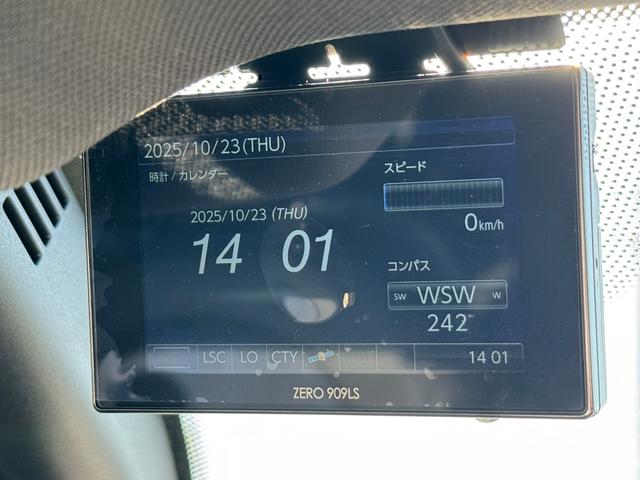 2025/10/23(THU)
時計 / カレンダー
2025/10/23 (THU)
14 01
スピード
0km/h
コンパス
SW WSW W
242°
LSC LO CTY 14 01
ZERO 909LS